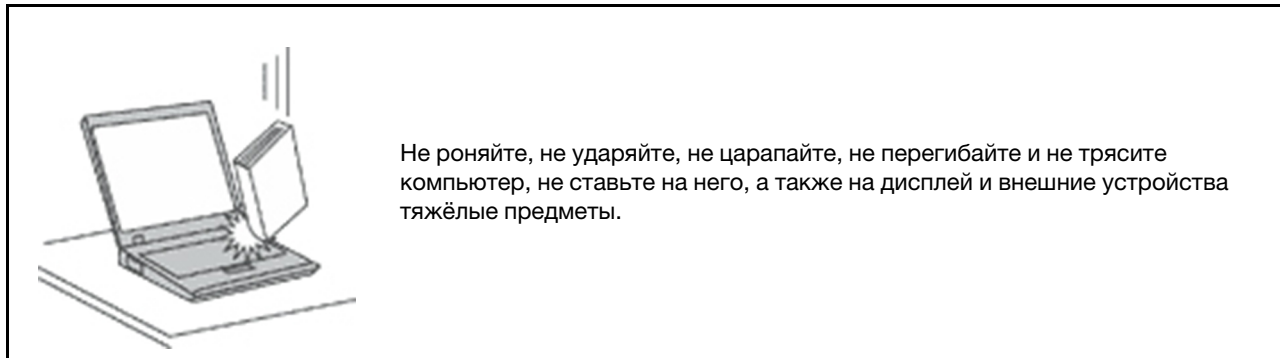 Не роняйте, не ударяйте, не царапайте, не перегибайте и не трясите
компьютер, не ставьте на него, а также на дисплей и внешние устройства
тяжёлые предметы.